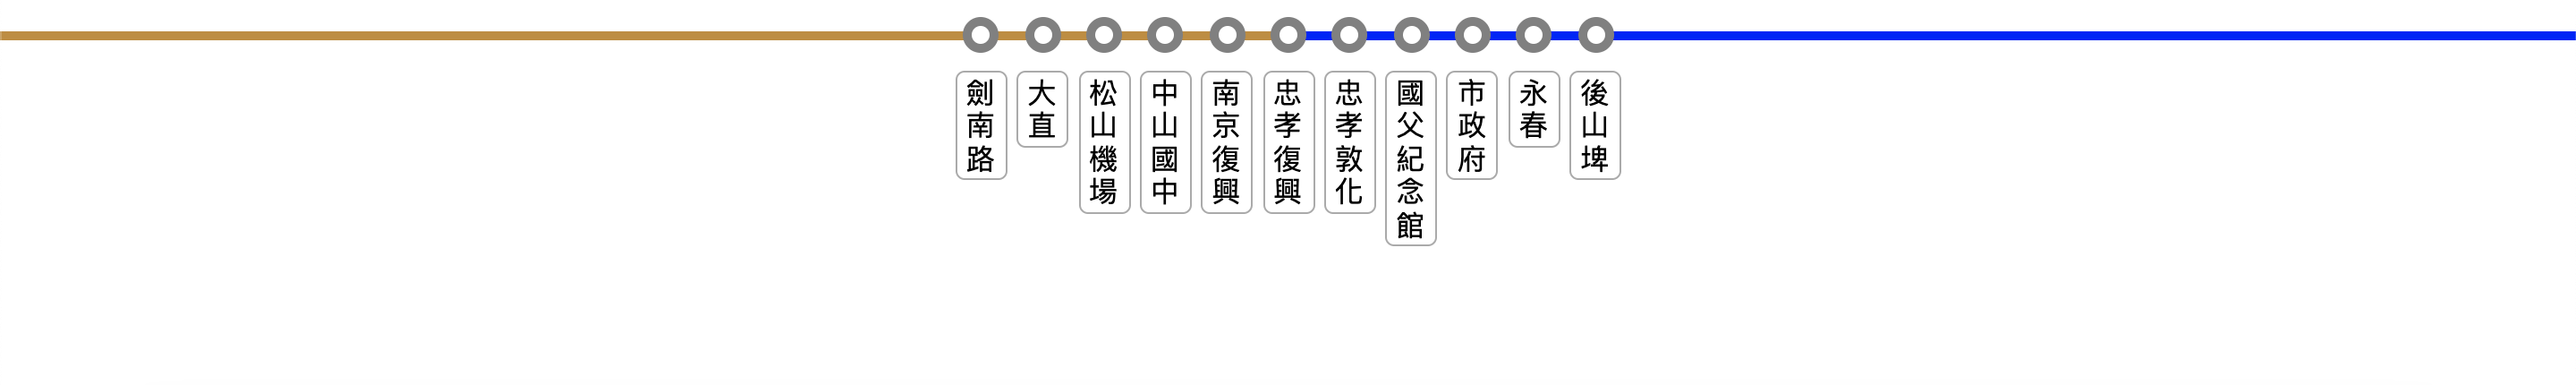 劍南路
大直
松山機場
中山國中
南京復興
忠孝復興
忠孝敦化
國父紀念館
市政府
永春
後山埤